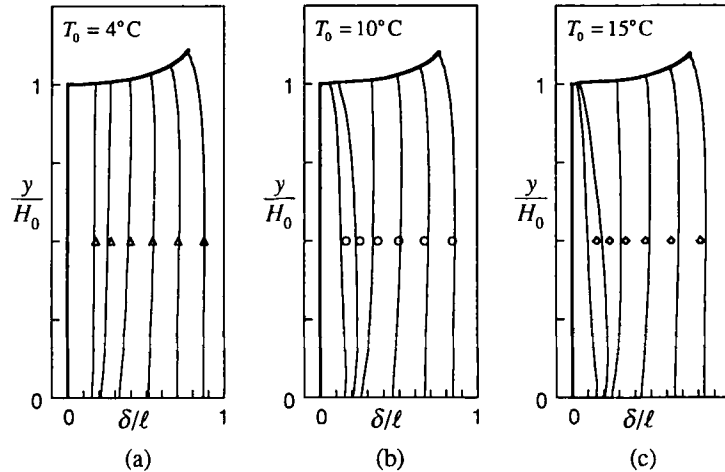 T₀ = 4°C
1
y/H₀
0
0 δ/ℓ 1
(a)
T₀ = 10°C
1
y/H₀
0
0 δ/ℓ 1
(b)
T₀ = 15°C
1
y/H₀
0
0 δ/ℓ
(c)